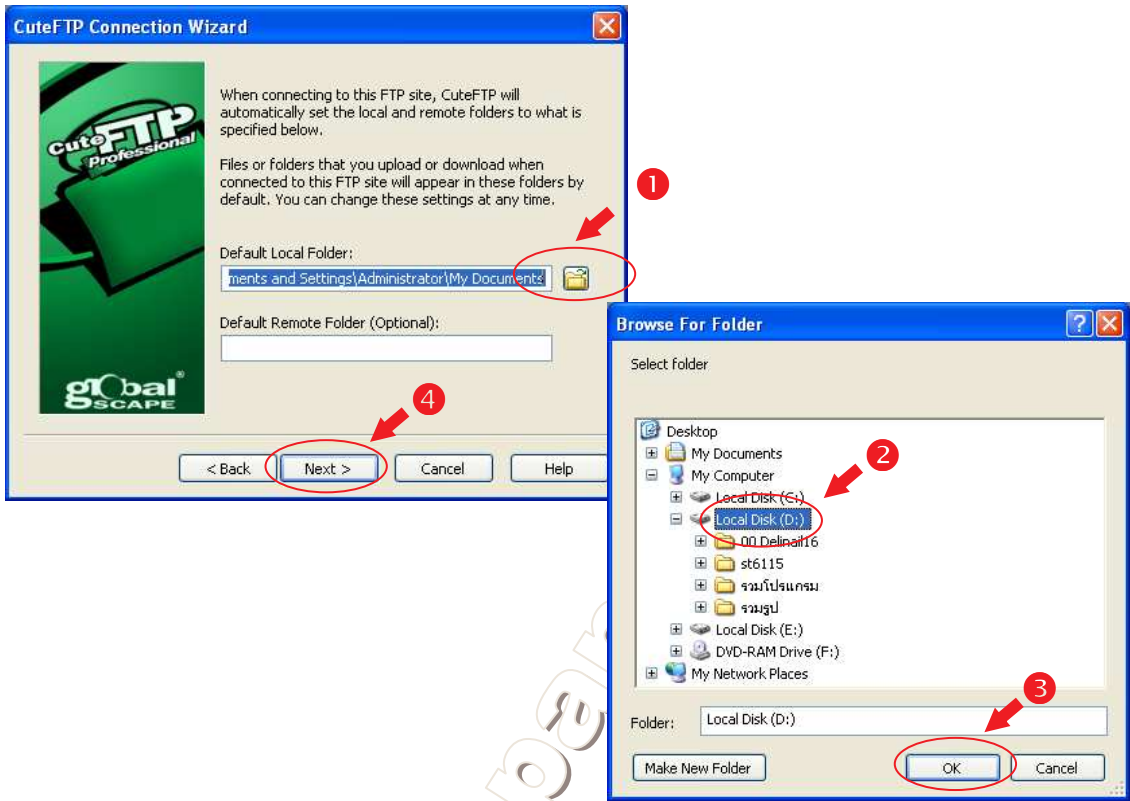 CuteFTP Connection Wizard
cuteFTP
Professional
glObal
SCAPE
When connecting to this FTP site, CuteFTP will
automatically set the local and remote folders to what is
specified below.
Files or folders that you upload or download when
connected to this FTP site will appear in these folders by
default. You can change these settings at any time.
1
Default Local Folder:
ments and Settings\Administrator\My Documents
Default Remote Folder (Optional):
4
< Back
Next >
Cancel
Help
Browse For Folder
Select folder
Desktop
My Documents
2
My Computer
Local Disk (C:)
Local Disk (D:)
00 Delinail16
st6115
รวมโปรแกรม
รวมรูป
Local Disk (E:)
DVD-RAM Drive (F:)
My Network Places
3
Folder:
Local Disk (D:)
Make New Folder
OK
Cancel